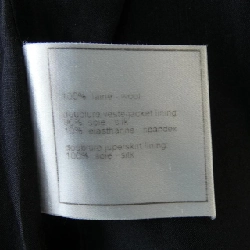 100% laine - wool
doublure veste-jacket lining:
90% soie - silk
10% elasthanne - spandex
doublure jupe-skirt lining:
100% soie - silk